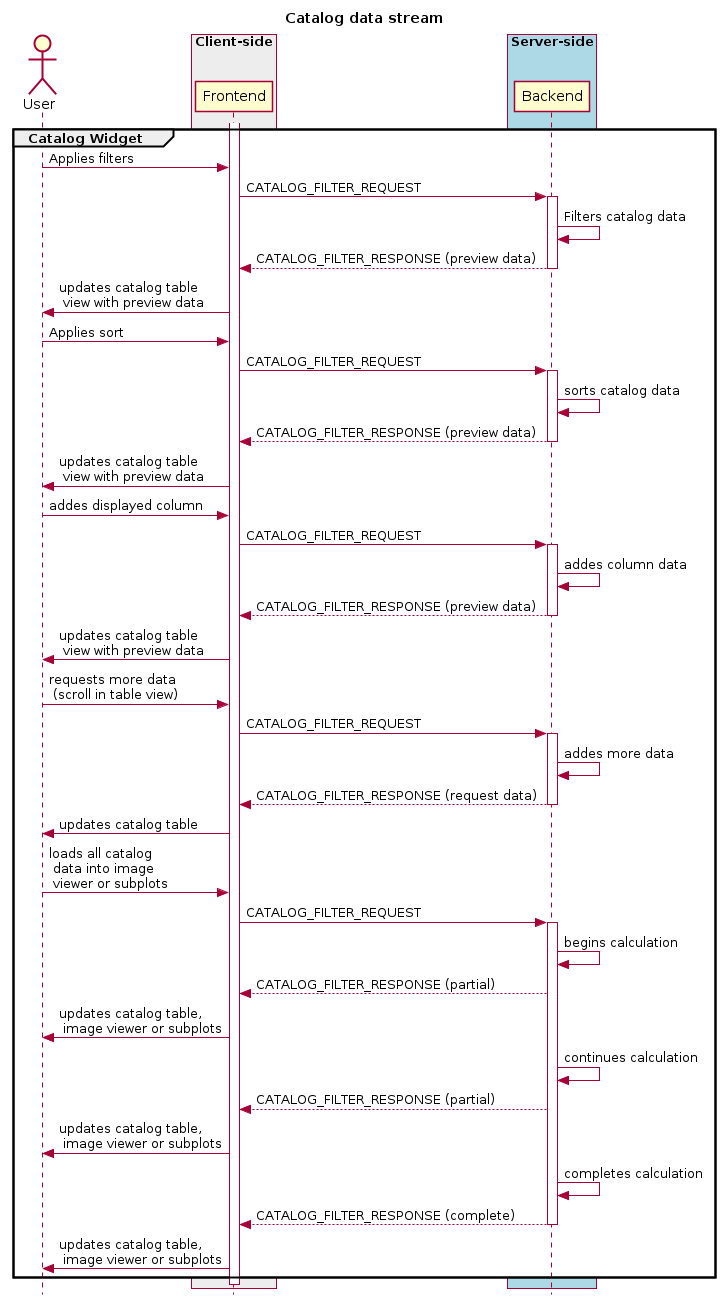 Catalog data stream
Client-side
Server-side
User
Frontend
Backend
Catalog Widget
Applies filters
CATALOG_FILTER_REQUEST
Filters catalog data
CATALOG_FILTER_RESPONSE (preview data)
updates catalog table
view with preview data
Applies sort
CATALOG_FILTER_REQUEST
sorts catalog data
CATALOG_FILTER_RESPONSE (preview data)
updates catalog table
view with preview data
addes displayed column
CATALOG_FILTER_REQUEST
addes column data
CATALOG_FILTER_RESPONSE (preview data)
updates catalog table
view with preview data
requests more data
(scroll in table view)
CATALOG_FILTER_REQUEST
addes more data
CATALOG_FILTER_RESPONSE (request data)
updates catalog table
loads all catalog
data into image
viewer or subplots
CATALOG_FILTER_REQUEST
begins calculation
CATALOG_FILTER_RESPONSE (partial)
updates catalog table,
image viewer or subplots
continues calculation
CATALOG_FILTER_RESPONSE (partial)
updates catalog table,
image viewer or subplots
completes calculation
CATALOG_FILTER_RESPONSE (complete)
updates catalog table,
image viewer or subplots